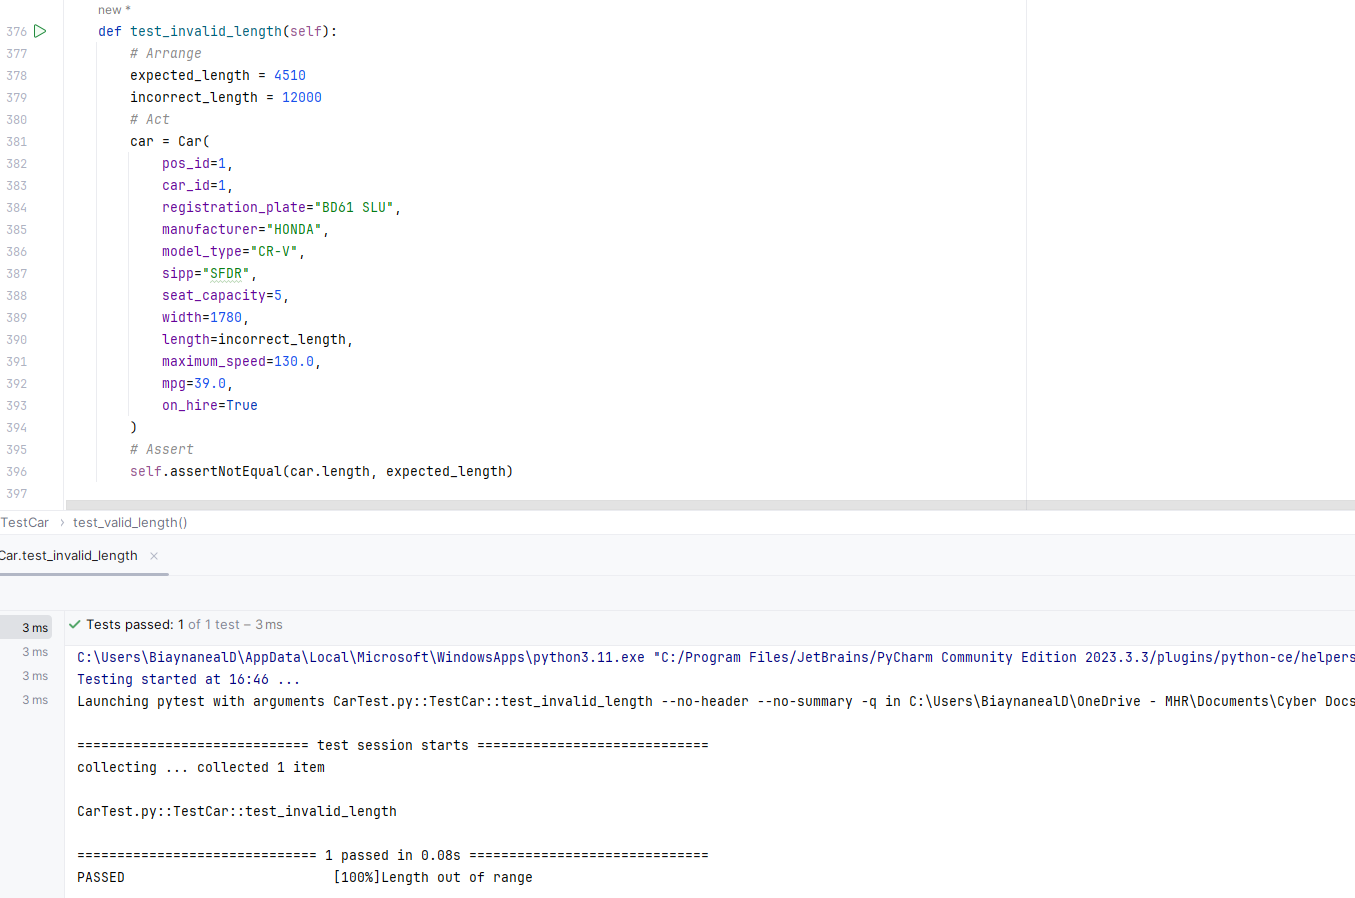 new *
376 def test_invalid_length(self):
377 # Arrange
378 expected_length = 4510
379 incorrect_length = 12000
380 # Act
381 car = Car(
382 pos_id=1,
383 car_id=1,
384 registration_plate="BD61 SLU",
385 manufacturer="HONDA",
386 model_type="CR-V",
387 sipp="SFDR",
388 seat_capacity=5,
389 width=1780,
390 length=incorrect_length,
391 maximum_speed=130.0,
392 mpg=39.0,
393 on_hire=True
394 )
395 # Assert
396 self.assertNotEqual(car.length, expected_length)
397
TestCar › test_valid_length()
Car.test_invalid_length ×
3 ms ✓ Tests passed: 1 of 1 test – 3 ms
3 ms C:\Users\BiaynanealD\AppData\Local\Microsoft\WindowsApps\python3.11.exe "C:/Program Files/JetBrains/PyCharm Community Edition 2023.3.3/plugins/python-ce/helpers
3 ms Testing started at 16:46 ...
3 ms Launching pytest with arguments CarTest.py::TestCar::test_invalid_length --no-header --no-summary -q in C:\Users\BiaynanealD\OneDrive - MHR\Documents\Cyber Docs
============================= test session starts =============================
collecting ... collected 1 item
CarTest.py::TestCar::test_invalid_length
============================== 1 passed in 0.08s ==============================
PASSED [100%]Length out of range